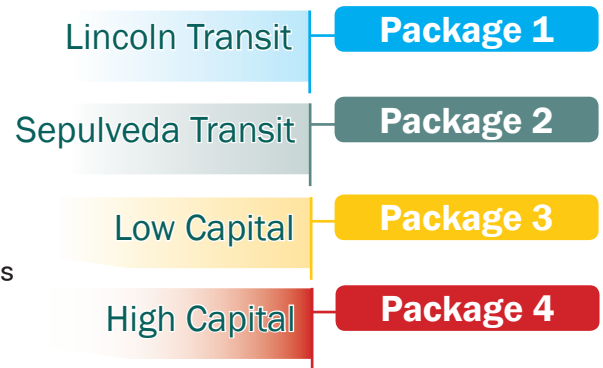 Lincoln Transit Package 1
Sepulveda Transit Package 2
Low Capital Package 3
s
High Capital Package 4